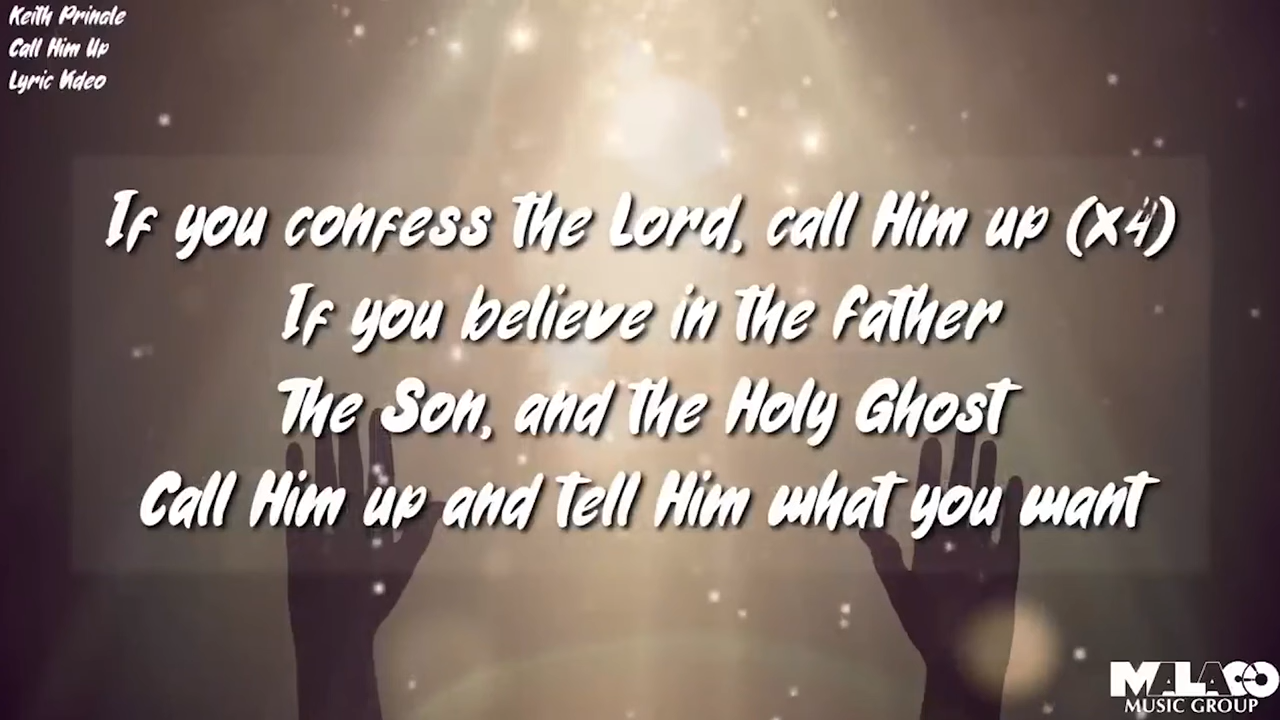 Keith Pringle
Call Him Up
Lyric Video
If you confess the Lord, call Him up (x4)
If you believe in the Father
The Son, and the Holy Ghost
Call Him up and tell Him what you want
MALACO
MUSIC GROUP